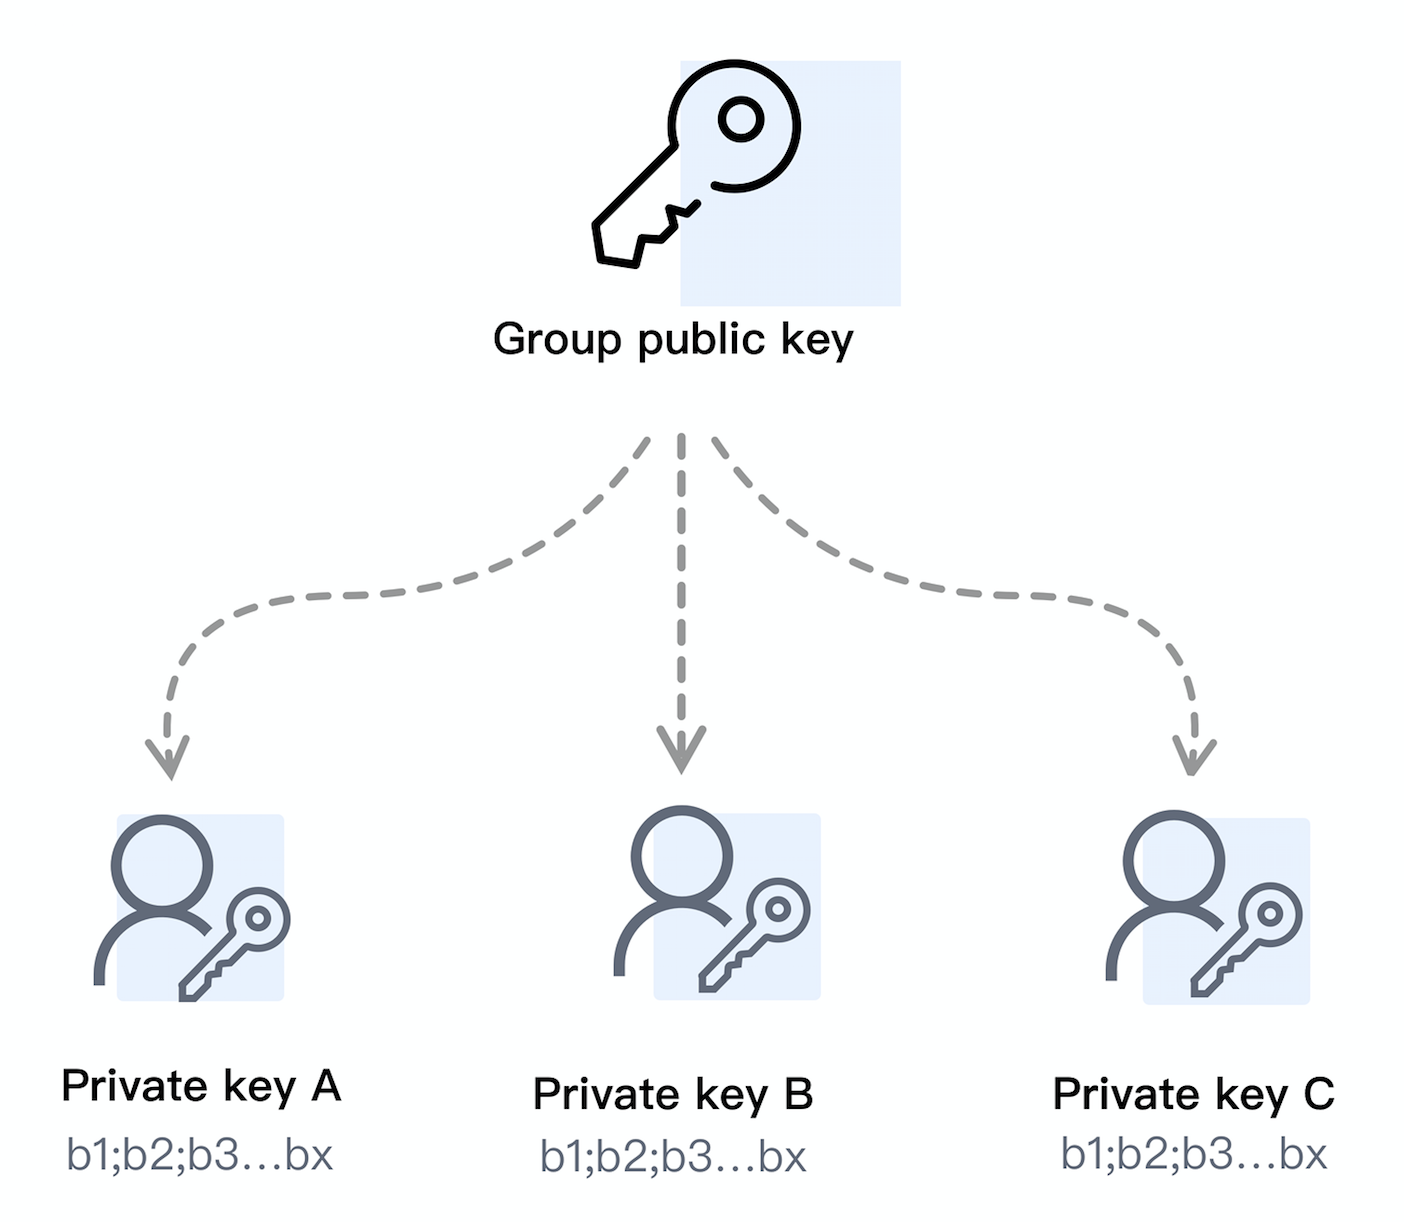 Group public key
Private key A
b1;b2;b3...bx
Private key B
b1;b2;b3...bx
Private key C
b1;b2;b3...bx